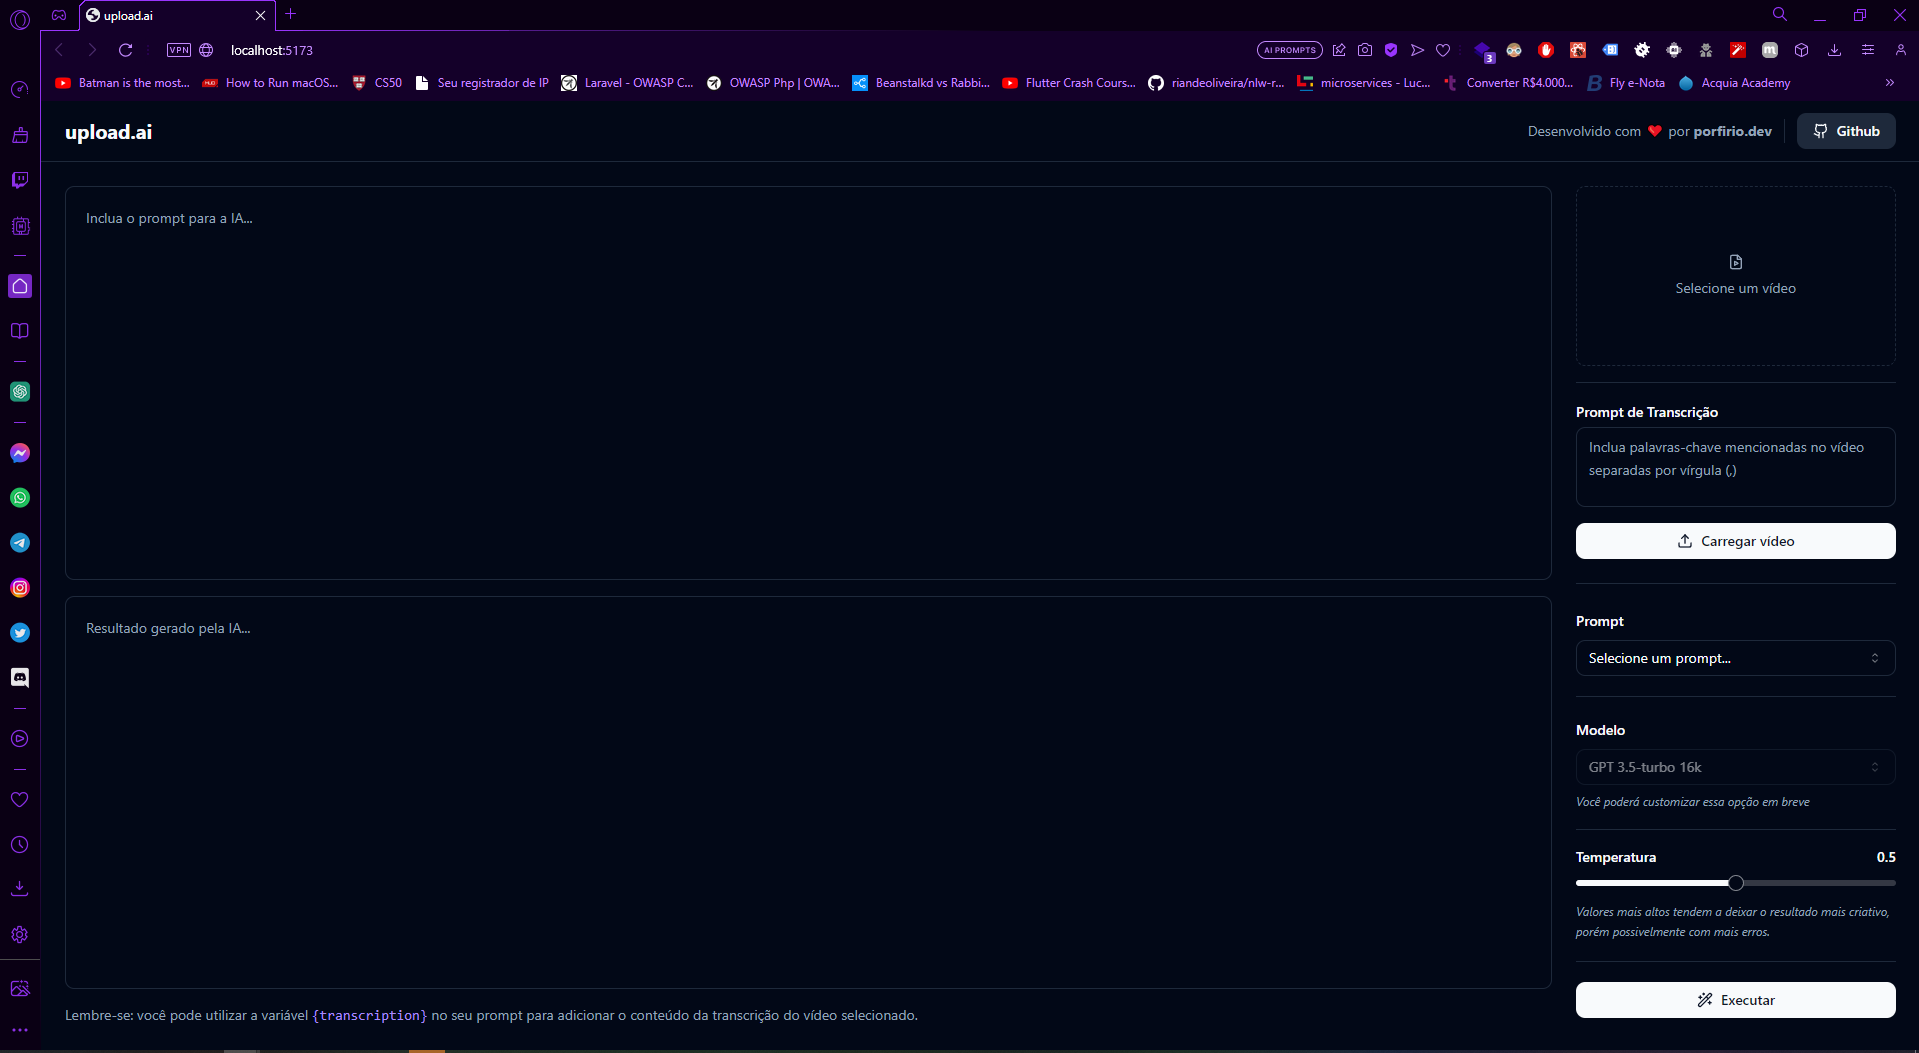 upload.ai
VPN
localhost:5173
AI PROMPTS
3
Batman is the most...
How to Run macOS...
CS50
Seu registrador de IP
Laravel - OWASP C...
OWASP Php | OWA...
Beanstalkd vs Rabbi...
Flutter Crash Cours...
riandeoliveira/nlw-r...
microservices - Luc...
Converter R$4.000...
Fly e-Nota
Acquia Academy
upload.ai
Desenvolvido com ❤ por porfirio.dev
Github
Inclua o prompt para a IA...
Resultado gerado pela IA...
Lembre-se: você pode utilizar a variável {transcription} no seu prompt para adicionar o conteúdo da transcrição do vídeo selecionado.
Selecione um vídeo
Prompt de Transcrição
Inclua palavras-chave mencionadas no vídeo
separadas por vírgula (,)
Carregar vídeo
Prompt
Selecione um prompt...
Modelo
GPT 3.5-turbo 16k
Você poderá customizar essa opção em breve
Temperatura 0.5
Valores mais altos tendem a deixar o resultado mais criativo,
porém possivelmente com mais erros.
Executar